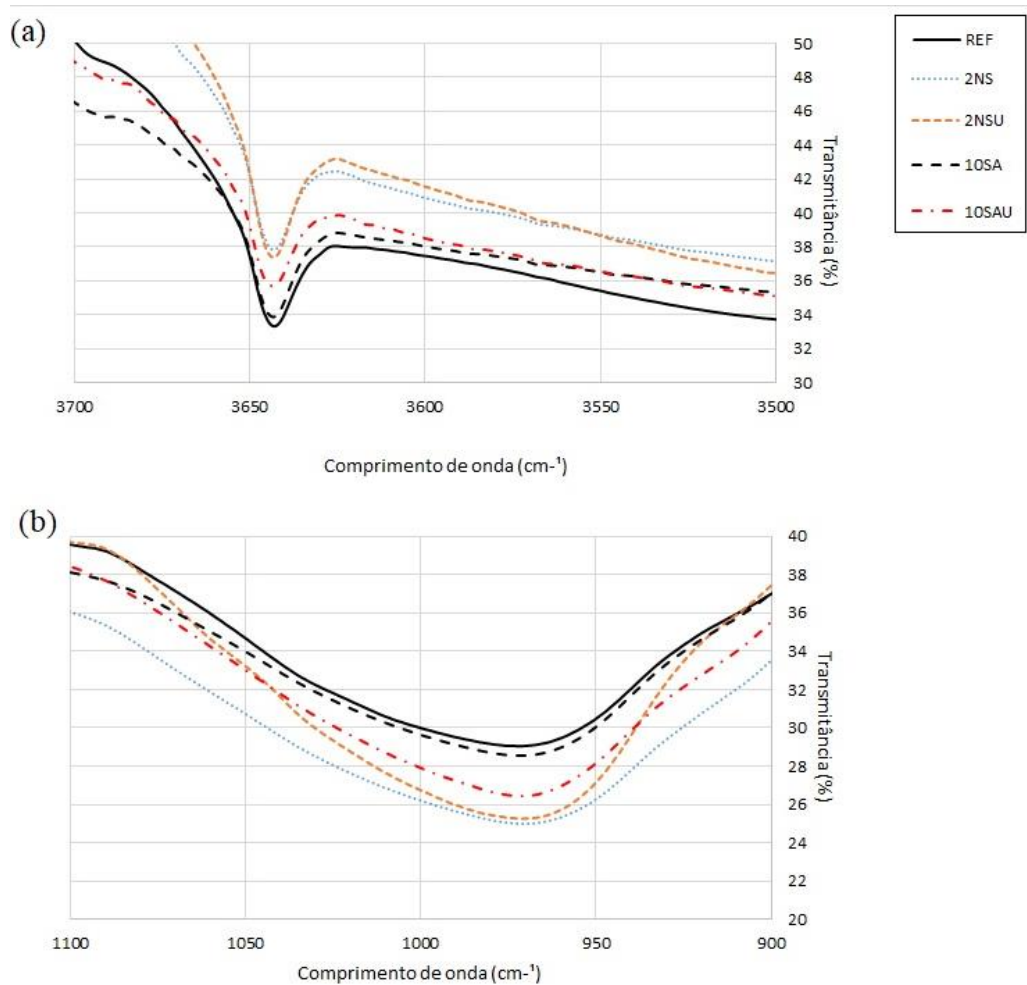 (a)
50
48
46
44
42
40
38
36
34
32
30
Transmitância (%)
3700 3650 3600 3550 3500
Comprimento de onda (cm-¹)
REF
2NS
2NSU
10SA
10SAU
(b)
40
38
36
34
32
30
28
26
24
22
20
Transmitância (%)
1100 1050 1000 950 900
Comprimento de onda (cm-¹)